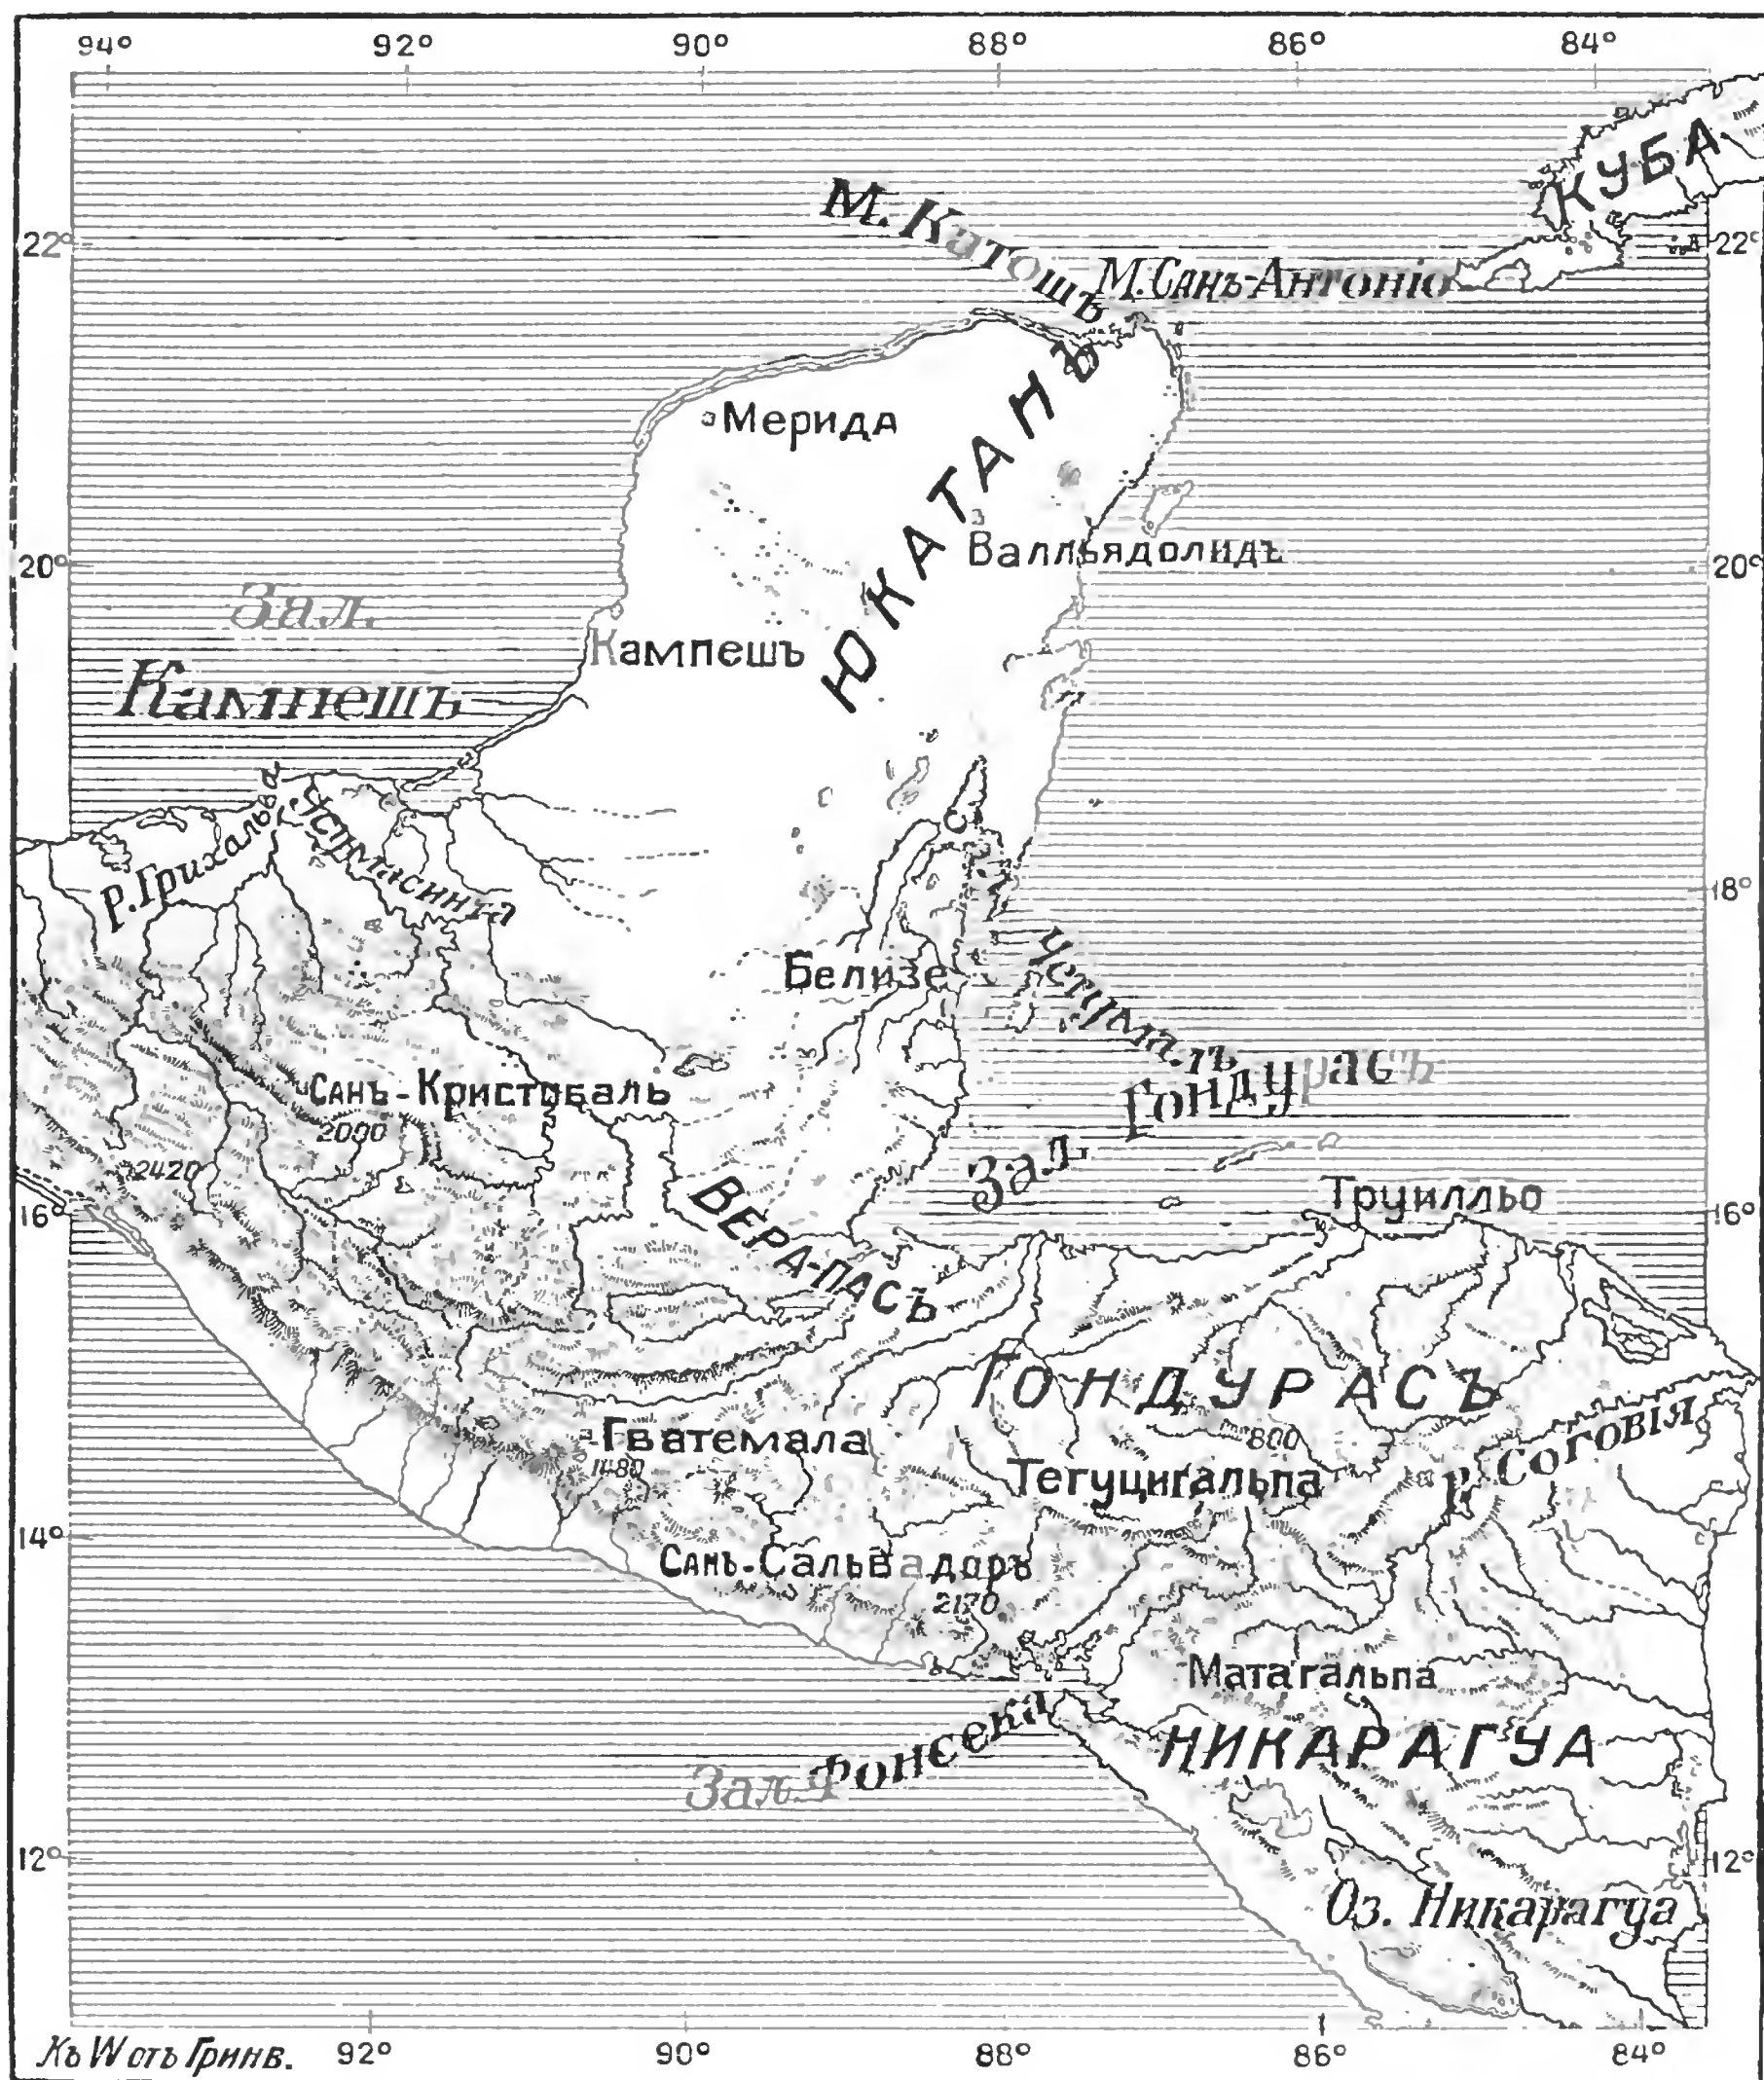 94° 92° 90° 88° 86° 84°
КУБА
М. Катошъ
М. Санъ-Антоніо
22° 22°
Мерида
ЮКАТАНЪ
Валльядолидъ
20° 20°
Зал.
Кампешъ
Кампешъ
р. Грихальва
р. Усумасинта
18°
Белизе
Четумалъ
Зал. Гондурасъ
Санъ-Кристобаль
2000
2420
Труилльо
16° 16°
ВЕРА-ПАСЪ
ГОНДУРАСЪ
800
Р. Соговія
Гватемала
1480
Тегуцигальпа
14°
Санъ-Сальвадоръ
2170
Матагальпа
НИКАРАГУА
Фонсека
12° 12°
Оз. Никарагуа
Къ W отъ Гринв. 92° 90° 88° 86° 84°